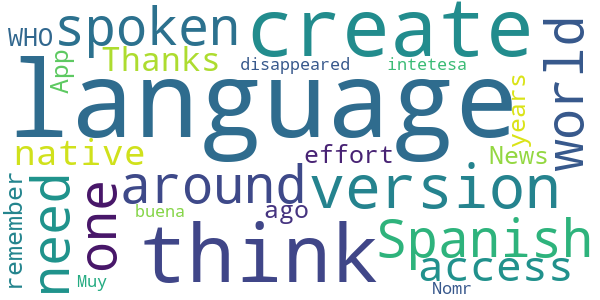 WHO
spoken
create
world
App
Thanks
disappeared
intetesa
language
years
native
effort
News
remember
need
one
around
version
buena
ago
think
Spanish
access
Muy
Nomr